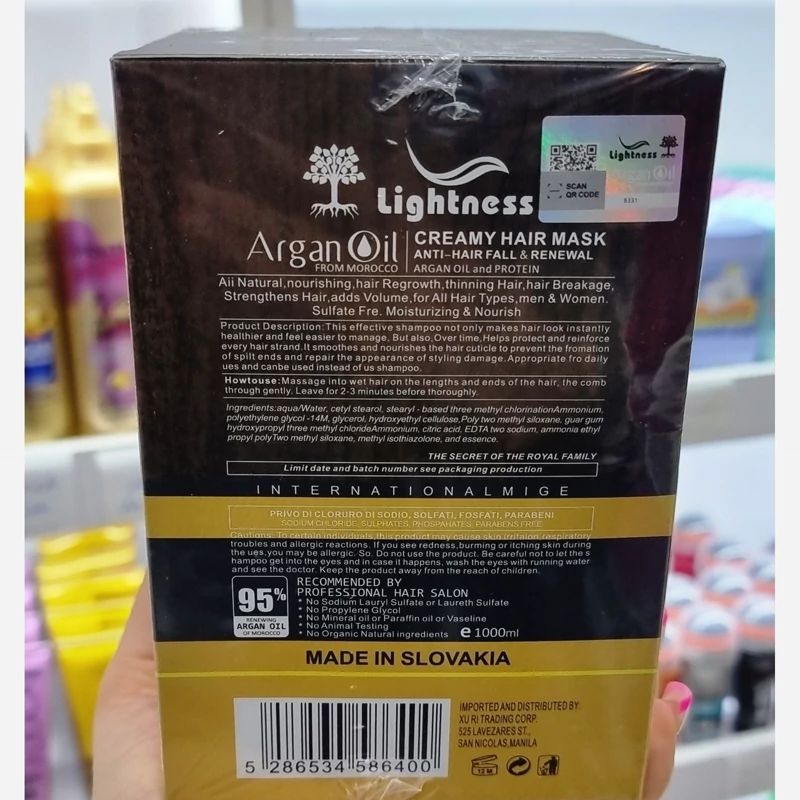 Lightness
SCAN
QR CODE
Lightness
Argan Oil
8331
Argan Oil
FROM MOROCCO
CREAMY HAIR MASK
ANTI-HAIR FALL & RENEWAL
ARGAN OIL and PROTEIN
Aii Natural,nourishing,hair Regrowth,thinning Hair,hair Breakage,
Strengthens Hair,adds Volume,for All Hair Types,men & Women.
Sulfate Fre. Moisturizing & Nourish
Product Description:This effective shampoo not only makes hair look instantly
healthier and feel easier to manage. But also,Over time,Helps protect and reinforce
every hair strand.It smoothes and nourishes the hair cuticle to prevent the fromation
of spilt ends and repair the appearance of styling damage.Appropriate fro daily
ues and canbe used instead of us shampoo.
Howtouse:Massage into wet hair on the lengths and ends of the hair, the comb
through gently. Leave for 2-3 minutes before thoroughly.
Ingredients:aqua/Water, cetyl stearol, stearyl - based three methyl chlorinationAmmonium,
polyethylene glycol -14M, glycerol, hydroxyethyl cellulose,Poly two methyl siloxane, guar gum
hydroxypropyl three methyl chlorideAmmonium, citric acid, EDTA two sodium, ammonia ethyl
propyl polyTwo methyl siloxane, methyl isothiazolone, and essence.
THE SECRET OF THE ROYAL FAMILY
Limit date and batch number see packaging production
INTERNATIONALMIGE
PRIVO DI CLORURO DI SODIO, SOLFATI, FOSFATI, PARABENI
SODIUM CHLORIDE, SULPHATES, PHOSPAHATES, PARABENS FREE
Cautions: To certain individuals,this product may cause skin irritaion,respiratory
troubles and allergic reactions. If you see redness,burming or itching skin during
the ues,you may be allergic. So. Do not use the product. Be careful not to let the s
hampoo get into the eyes and in case it happens, wash the eyes with running water
and see the doctor. Keep the product away from the reach of children.
95%
RENEWING
ARGAN OIL
OF MOROCCO
RECOMMENDED BY
PROFESSIONAL HAIR SALON
* No Sodium Lauryl Sulfate or Laureth Sulfate
* No Propylene Glycol
* No Mineral oil or Paraffin oil or Vaseline
* No Animal Testing
* No Organic Natural ingredients
e 1000ml
MADE IN SLOVAKIA
5 286534 586400
IMPORTED AND DISTRIBUTED BY:
XU RI TRADING CORP.
525 LAVEZARES ST.,
SAN NICOLAS,MANILA
12 M